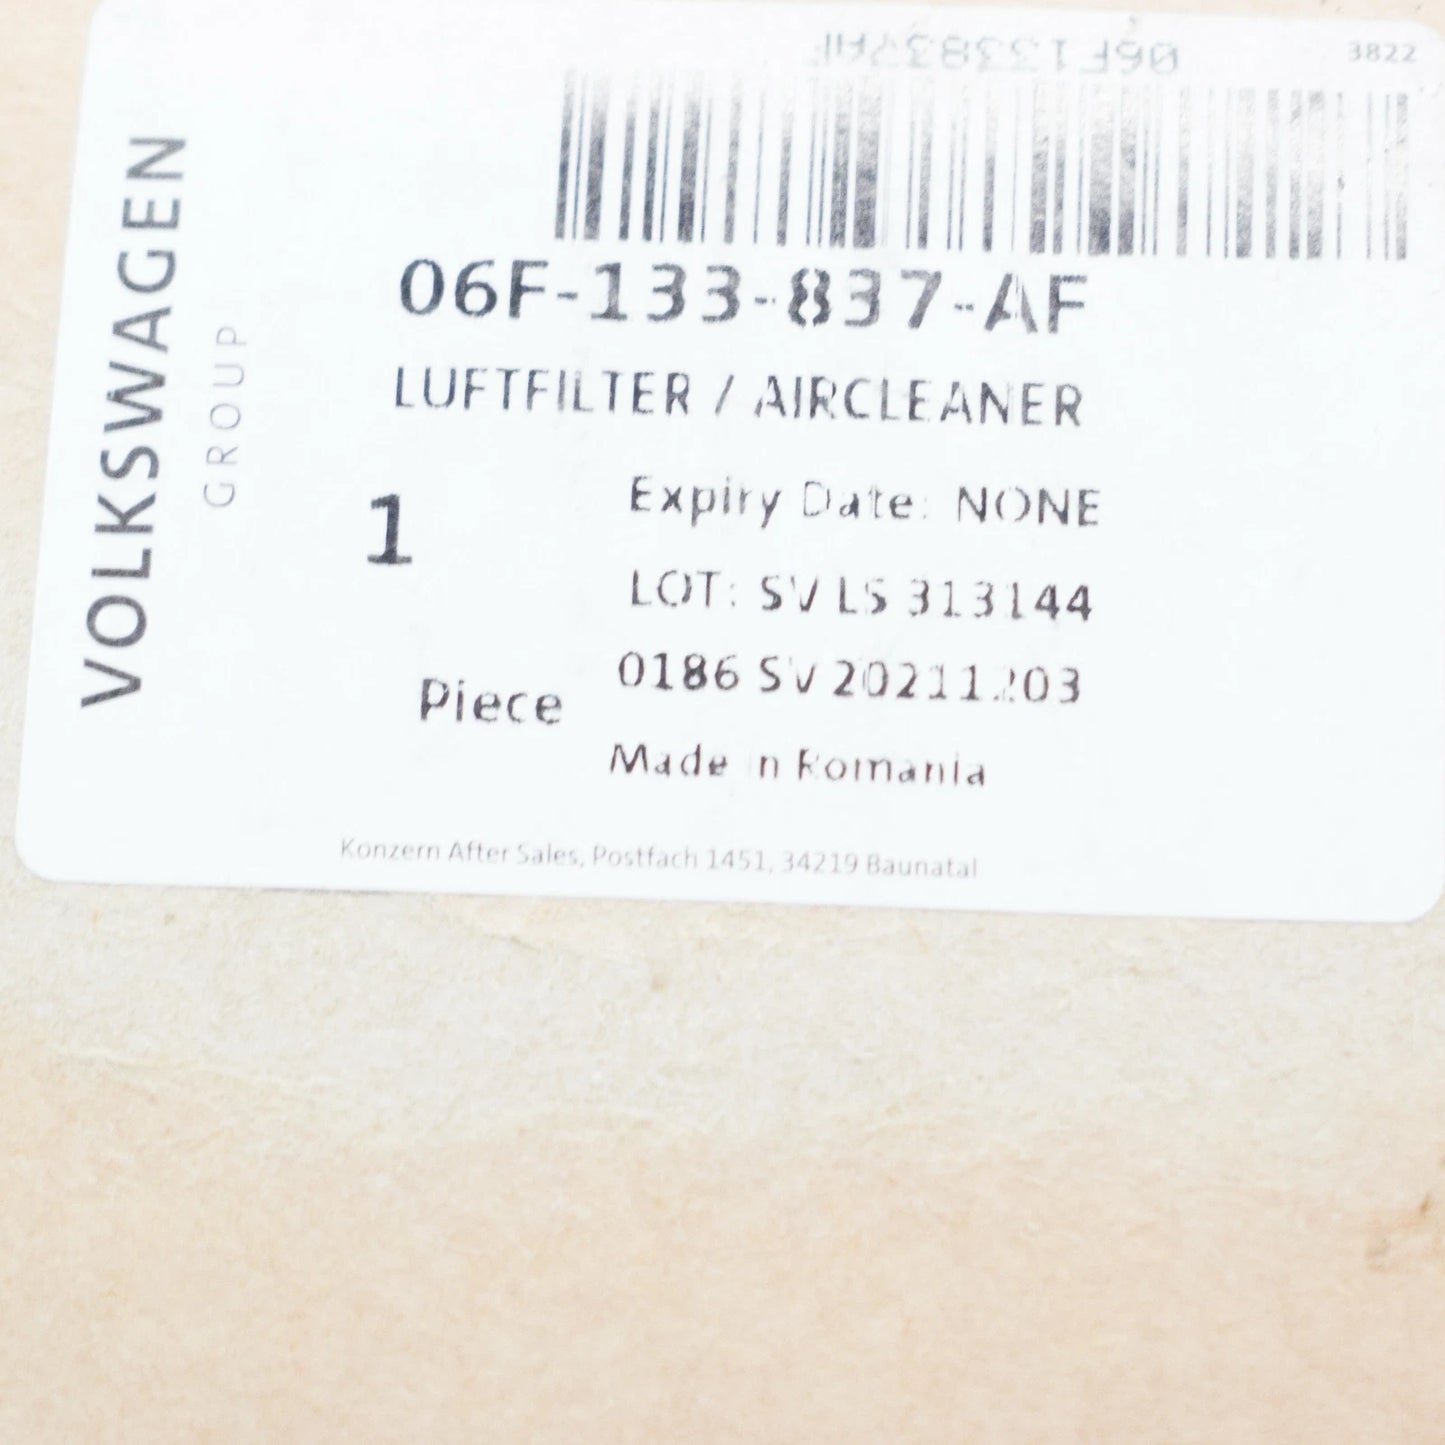 3822
06F133837AF
06F-133-837-AF
LUFTFILTER / AIRCLEANER
Expiry Date: NONE
1
LOT: SV LS 313144
0186 SV 20211203
Piece
Made in Romania
Konzern After Sales, Postfach 1451, 34219 Baunatal
VOLKSWAGEN
GROUP